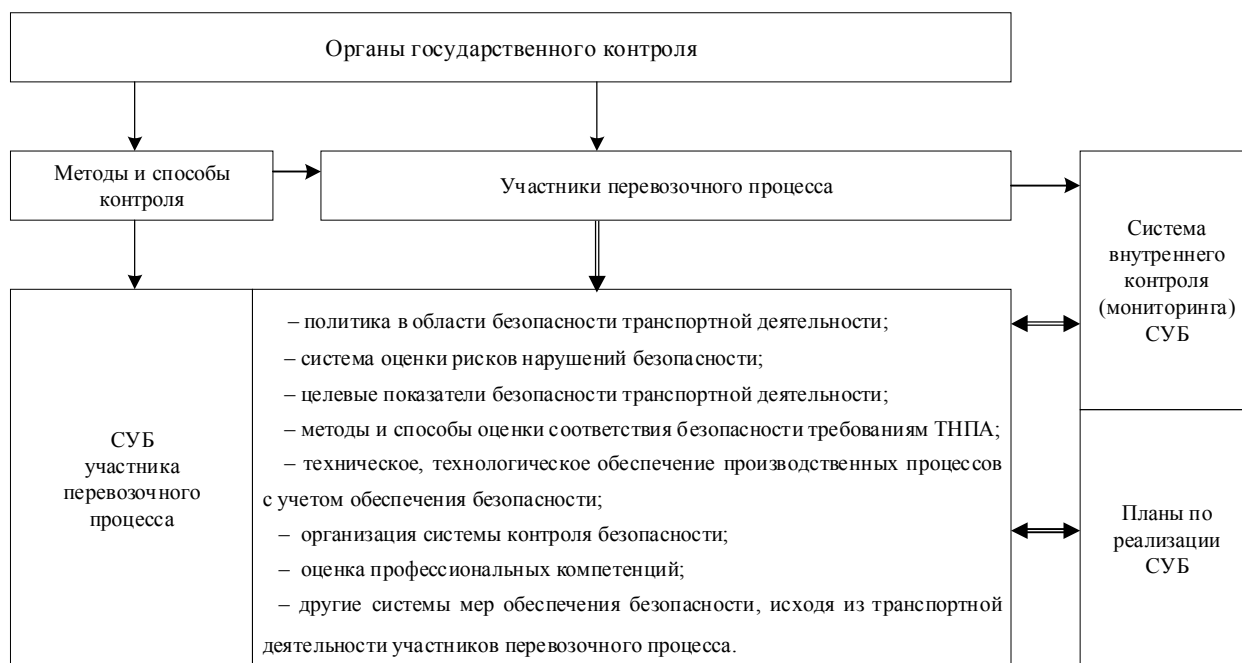 Органы государственного контроля
Методы и способы
контроля
Участники перевозочного процесса
Система
внутреннего
контроля
(мониторинга)
СУБ
СУБ
участника
перевозочного
процесса
– политика в области безопасности транспортной деятельности;
– система оценки рисков нарушений безопасности;
– целевые показатели безопасности транспортной деятельности;
– методы и способы оценки соответствия безопасности требованиям ТНПА;
– техническое, технологическое обеспечение производственных процессов
с учетом обеспечения безопасности;
– организация системы контроля безопасности;
– оценка профессиональных компетенций;
– другие системы мер обеспечения безопасности, исходя из транспортной
деятельности участников перевозочного процесса.
Планы по
реализации
СУБ